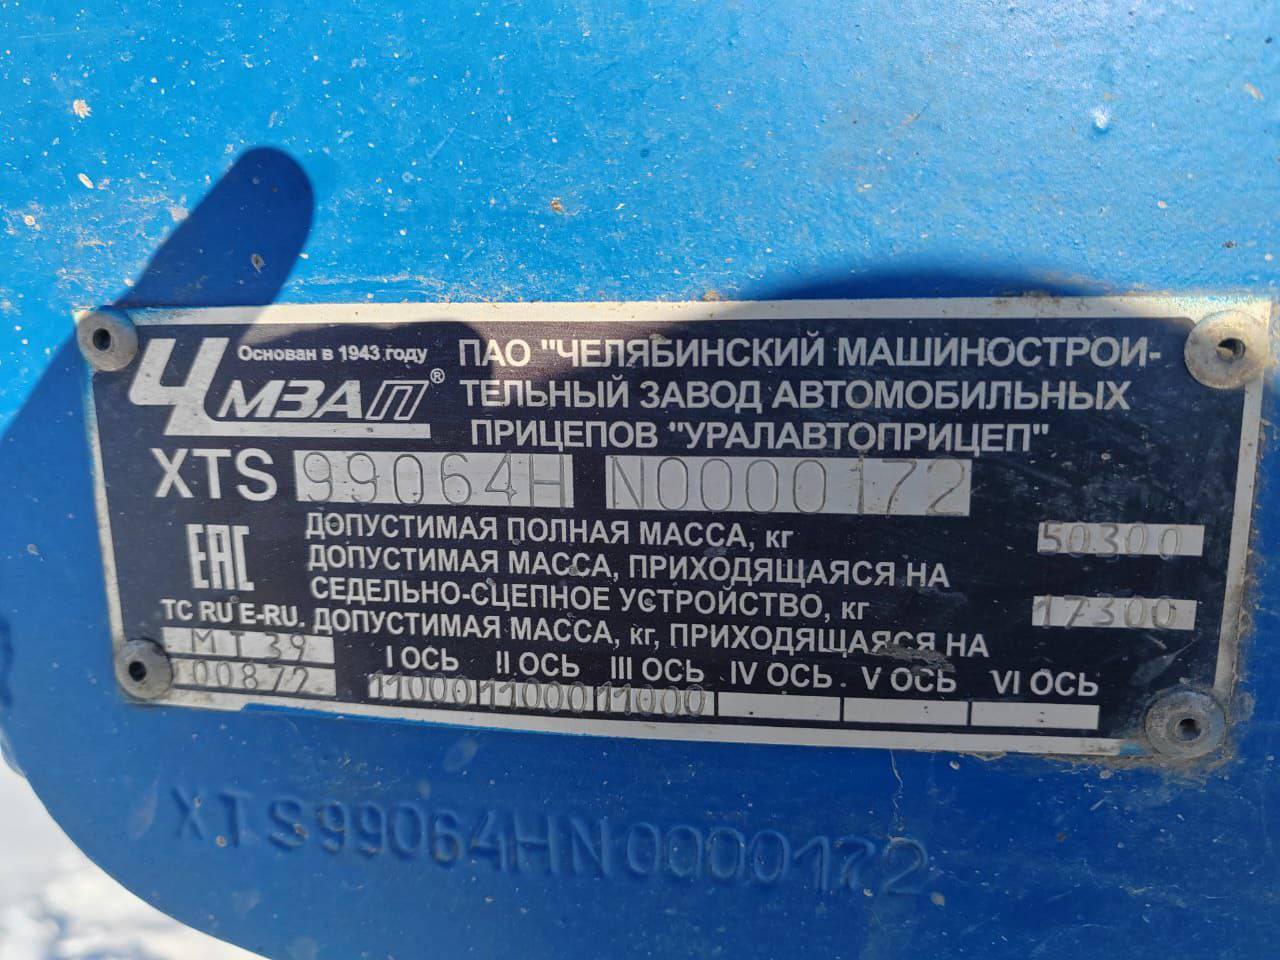 Основан в 1943 году
ЧМЗАП®
ПАО "ЧЕЛЯБИНСКИЙ МАШИНОСТРОИ-
ТЕЛЬНЫЙ ЗАВОД АВТОМОБИЛЬНЫХ
ПРИЦЕПОВ "УРАЛАВТОПРИЦЕП"
XTS 99064H N0000172
ДОПУСТИМАЯ ПОЛНАЯ МАССА, кг 50300
ДОПУСТИМАЯ МАССА, ПРИХОДЯЩАЯСЯ НА
СЕДЕЛЬНО-СЦЕПНОЕ УСТРОЙСТВО, кг 17300
EAC
TC RU E-RU.
МТ39
00872
ДОПУСТИМАЯ МАССА, кг, ПРИХОДЯЩАЯСЯ НА
I ОСЬ II ОСЬ III ОСЬ IV ОСЬ V ОСЬ VI ОСЬ
11000 11000 11000
XTS99064HN0000172